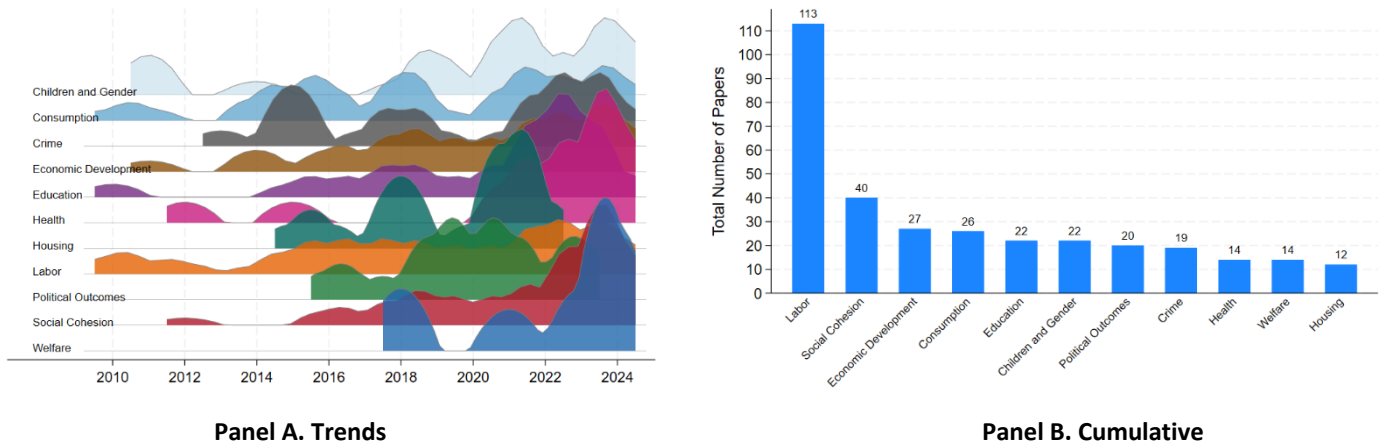 Children and Gender
Consumption
Crime
Economic Development
Education
Health
Housing
Labor
Political Outcomes
Social Cohesion
Welfare
2010 2012 2014 2016 2018 2020 2022 2024
Panel A. Trends
Total Number of Papers
110
100
90
80
70
60
50
40
30
20
10
0
113
40
27
26
22
22
20
19
14
14
12
Labor
Social Cohesion
Economic Development
Consumption
Education
Children and Gender
Political Outcomes
Crime
Health
Welfare
Housing
Panel B. Cumulative